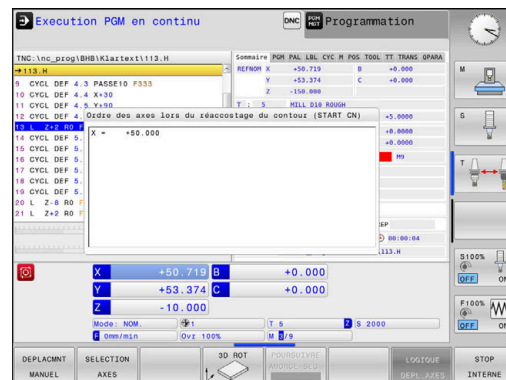 Execution PGM en continu
DNC
PGM MGT
Programmation
TNC:\nc_prog\BHB\Klartext\113.H
→113.H
9 CYCL DEF 4.3 PASSE10 F333
10 CYCL DEF 4.4 X+30
11 CYCL DEF 4.5 Y+90
12 CYCL DEF 4.
13 L Z+2 R0 F
14 CYCL DEF 5.
15 CYCL DEF 5.
16 CYCL DEF 5.
17 CYCL DEF 5.
18 CYCL DEF 5.
19 CYCL DEF 5.
20 L Z-8 R0 F
21 L Z+2 R0 F
Sommaire PGM PAL LBL CYC M POS TOOL TT TRANS QPARA
REFNOM X +50.719 B +0.000
Y +53.374 C +0.000
Z -150.000
T : 5 MILL_D10_ROUGH
+5.0000
+0.0000
+0.0000
M9
EP
00:00:04
113.H
Ordre des axes lors du réaccostage du contour (START CN)
X = +50.000
X +50.719 B +0.000
Y +53.374 C +0.000
Z -10.000
Mode: NOM. 1 T 5 Z S 2000
F 0mm/min Ovr 100% M 5/9
M
S
T
S100%
OFF ON
F100%
OFF ON
DEPLACMNT MANUEL
SELECTION AXES
3D ROT
POURSUIVRE
LOGIQUE DEPL.AXES
STOP INTERNE